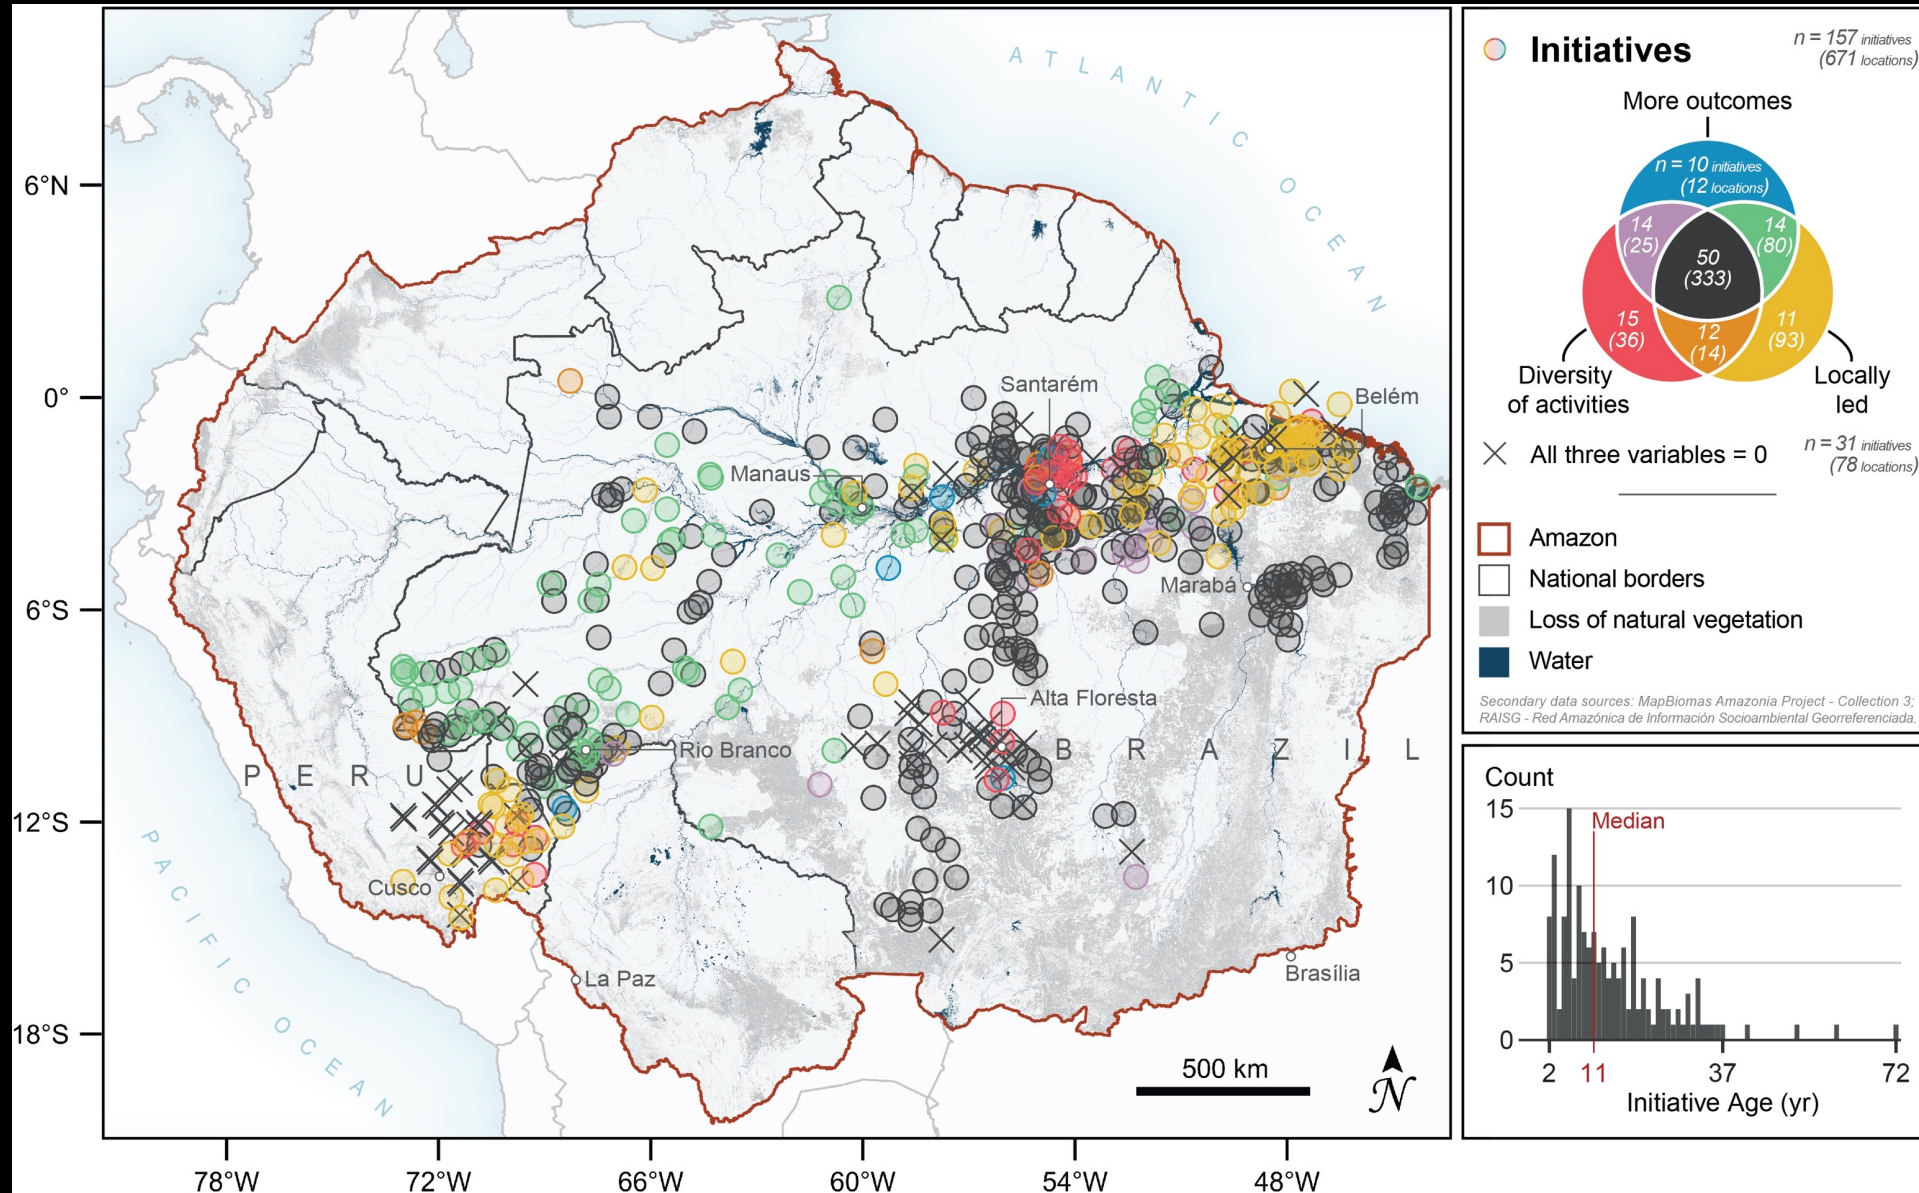 ATLANTIC OCEAN
PACIFIC OCEAN
6°N
0°
6°S
12°S
18°S
78°W
72°W
66°W
60°W
54°W
48°W
Santarém
Belém
Manaus
Marabá
Alta Floresta
Rio Branco
PERU
BRAZIL
Cusco
La Paz
Brasília
500 km
N
Initiatives
n = 157 initiatives
(671 locations)
More outcomes
n = 10 initiatives
(12 locations)
14
(25)
14
(80)
50
(333)
15
(36)
12
(14)
11
(93)
Diversity
of activities
Locally
led
All three variables = 0
n = 31 initiatives
(78 locations)
Amazon
National borders
Loss of natural vegetation
Water
Secondary data sources: MapBiomas Amazonia Project - Collection 3;
RAISG - Red Amazónica de Información Socioambiental Georreferenciada.
Count
15
Median
10
5
0
2
11
37
72
Initiative Age (yr)